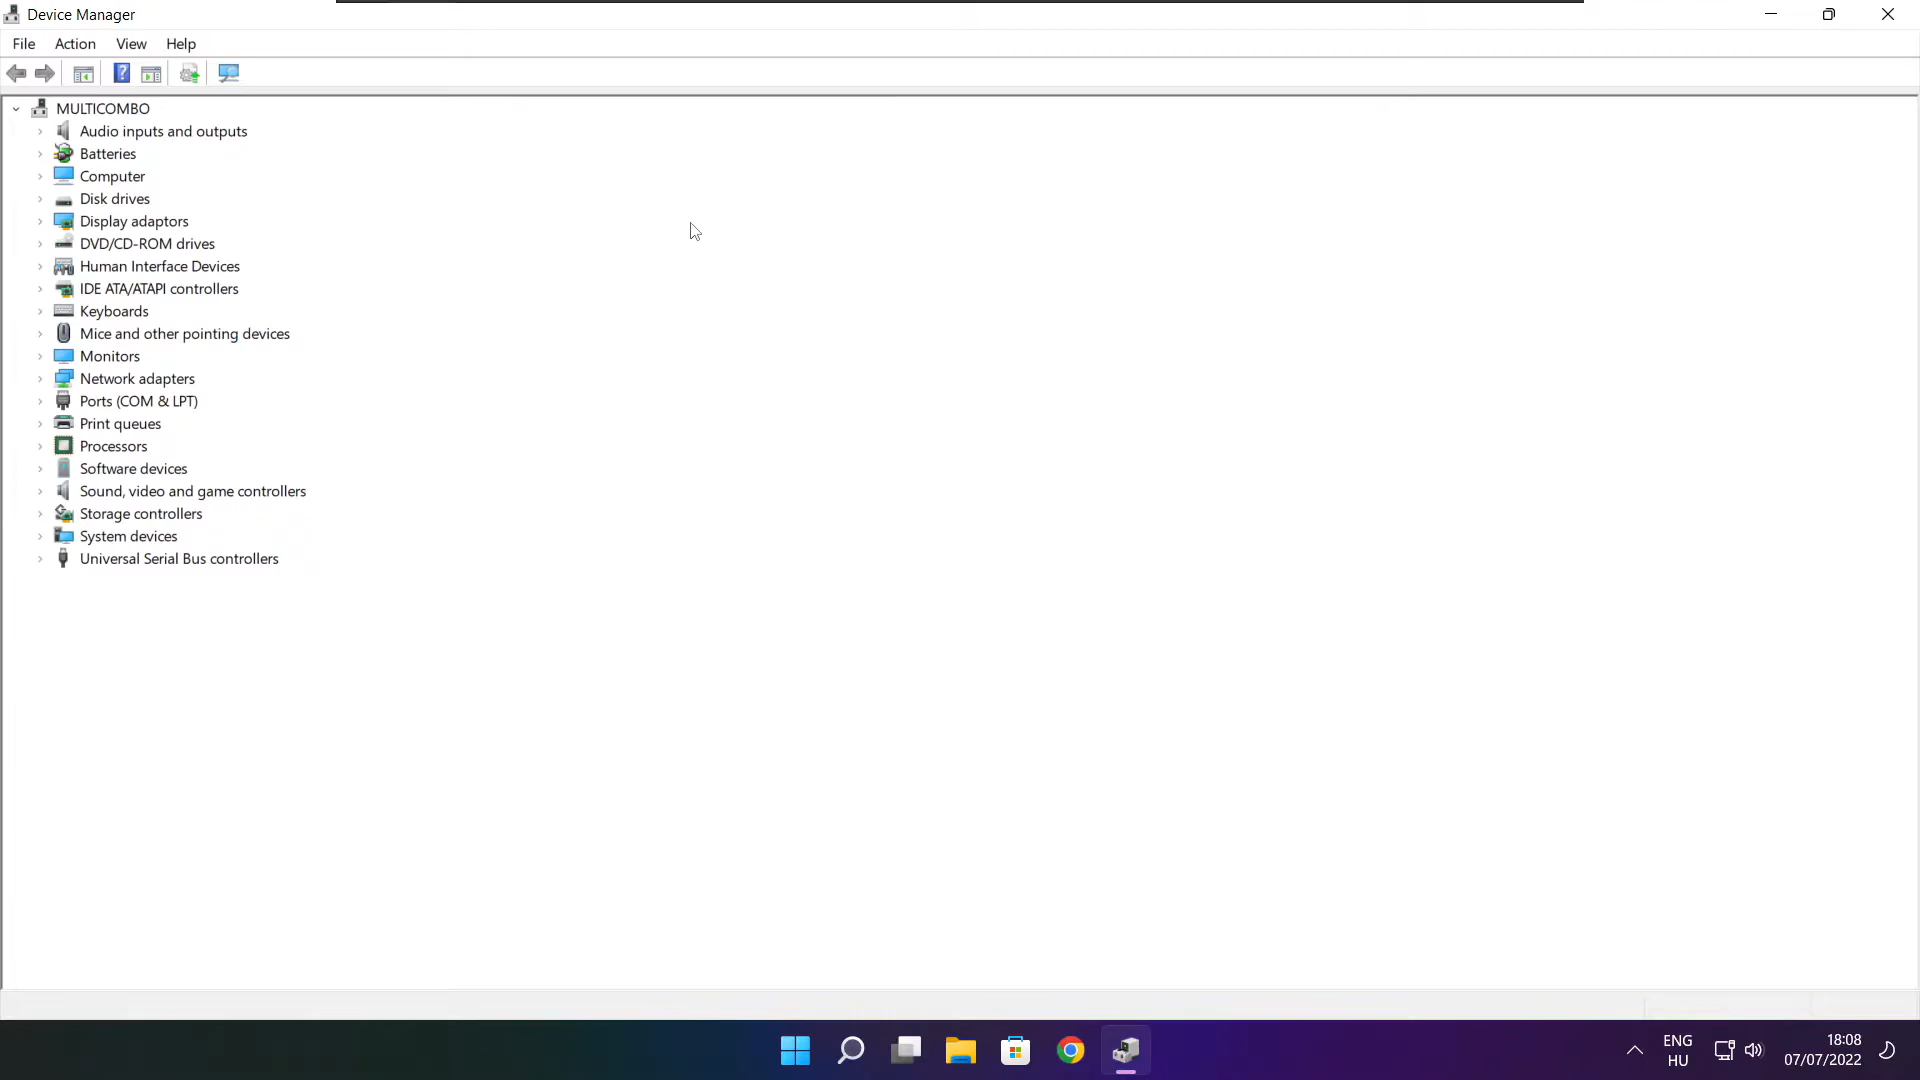 Device Manager
File Action View Help
MULTICOMBO
Audio inputs and outputs
Batteries
Computer
Disk drives
Display adaptors
DVD/CD-ROM drives
Human Interface Devices
IDE ATA/ATAPI controllers
Keyboards
Mice and other pointing devices
Monitors
Network adapters
Ports (COM & LPT)
Print queues
Processors
Software devices
Sound, video and game controllers
Storage controllers
System devices
Universal Serial Bus controllers
ENG 18:08
HU 07/07/2022